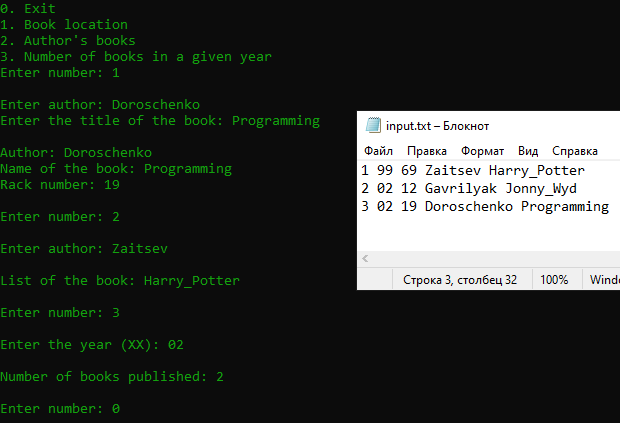 0. Exit
1. Book location
2. Author's books
3. Number of books in a given year
Enter number: 1
Enter author: Doroschenko
Enter the title of the book: Programming
Author: Doroschenko
Name of the book: Programming
Rack number: 19
Enter number: 2
Enter author: Zaitsev
List of the book: Harry_Potter
Enter number: 3
Enter the year (XX): 02
Number of books published: 2
Enter number: 0
input.txt – Блокнот
Файл Правка Формат Вид Справка
1 99 69 Zaitsev Harry_Potter
2 02 12 Gavrilyak Jonny_Wyd
3 02 19 Doroschenko Programming
Строка 3, столбец 32 100% Windo